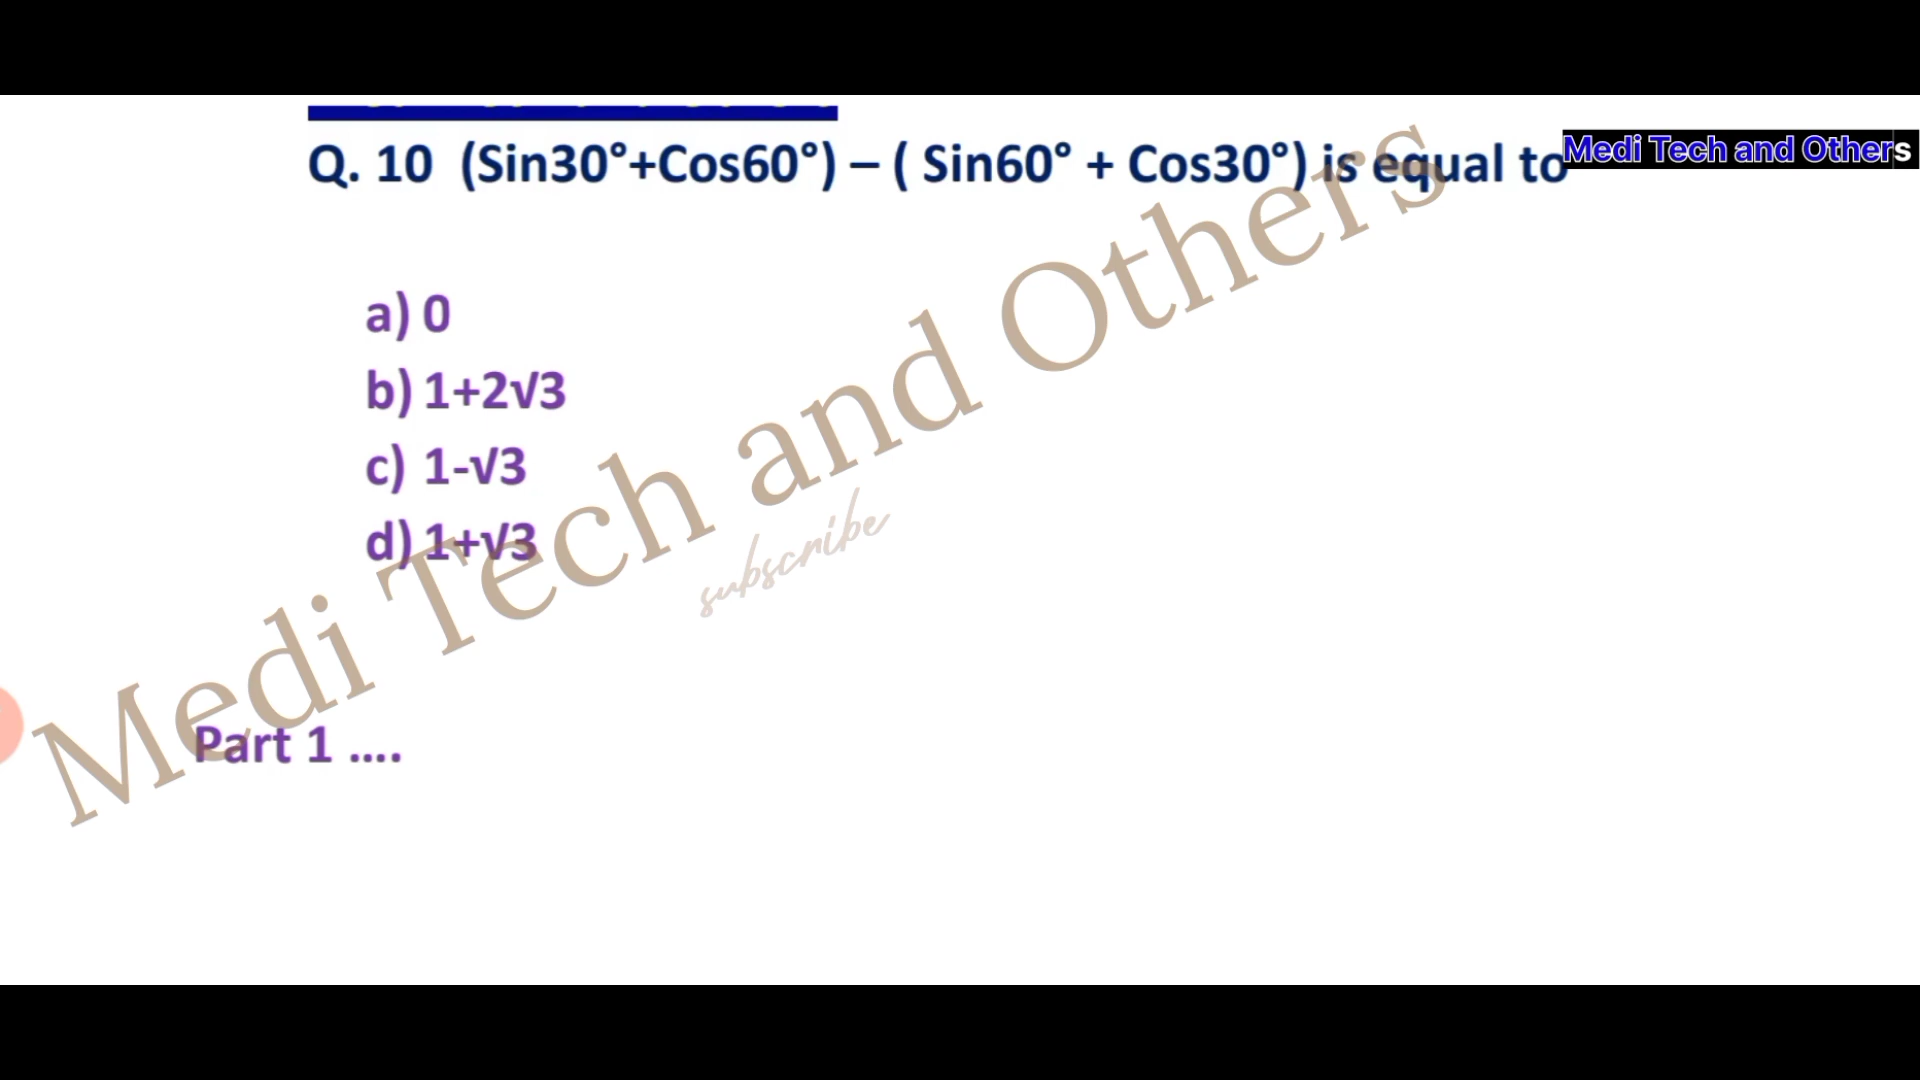 Q. 10 (Sin30°+Cos60°) – ( Sin60° + Cos30°) is equal to
Medi Tech and Others
a) 0
b) 1+2√3
c) 1-√3
d) 1+√3
Medi Tech and Others
subscribe
Part 1 ....